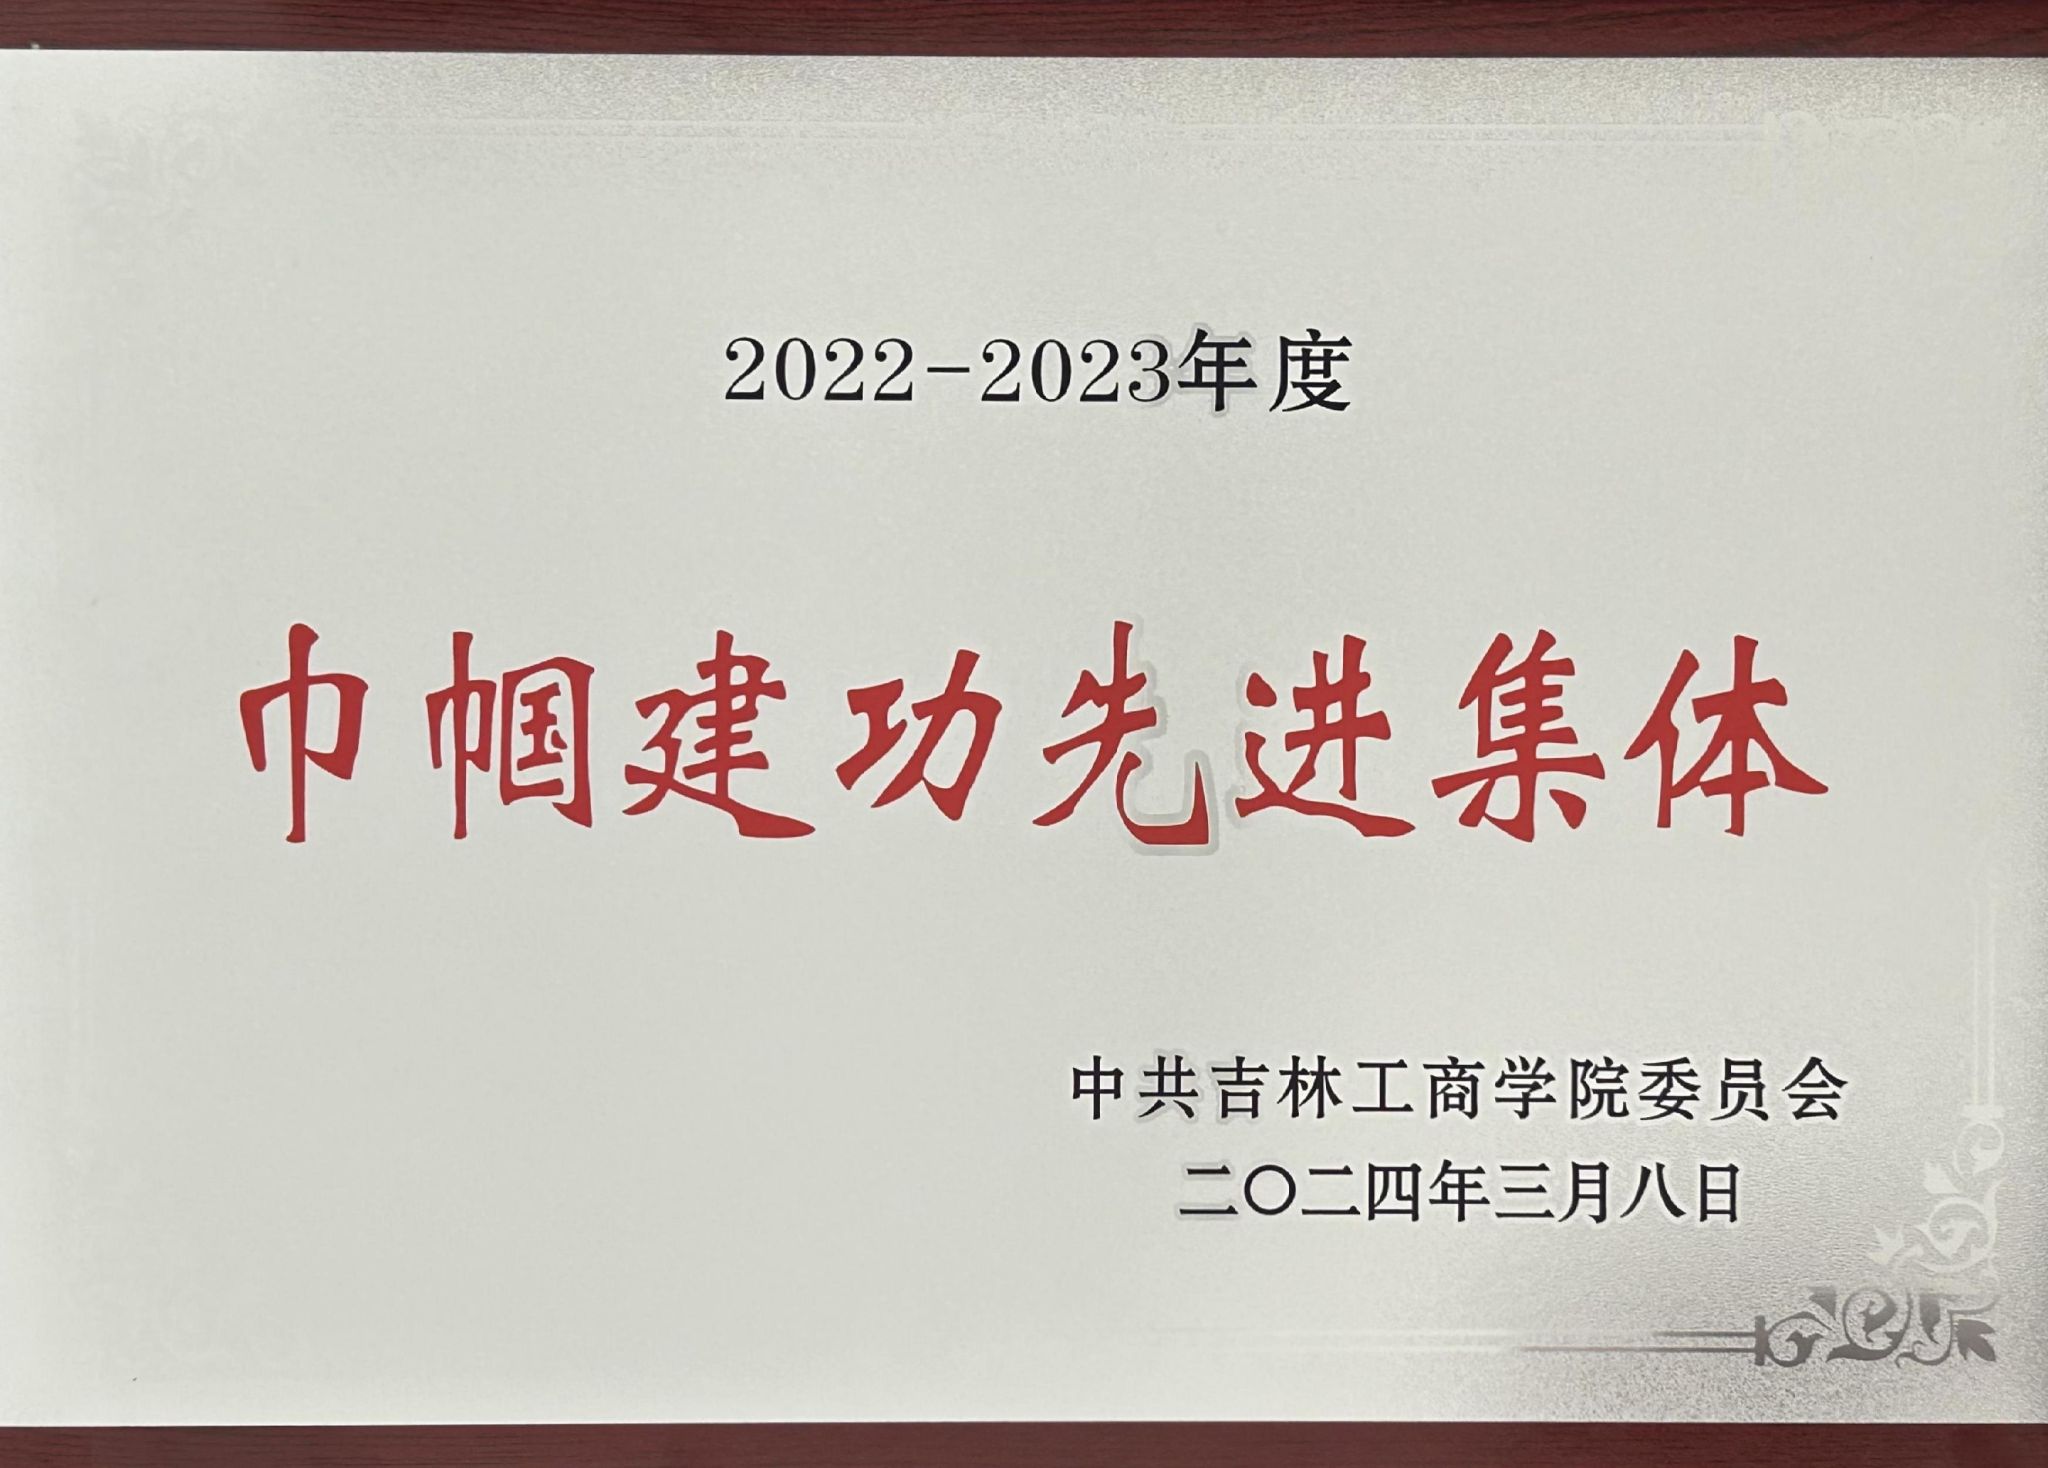 2022-2023年度
巾帼建功先进集体
中共吉林工商学院委员会
二〇二四年三月八日